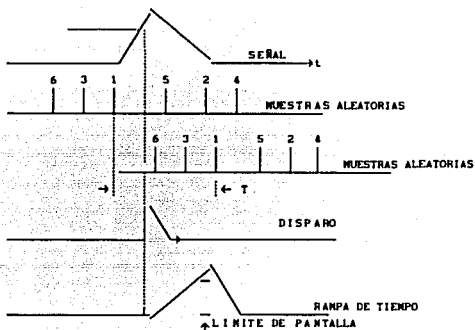 SEÑAL t
6 3 1 5 2 4
MUESTRAS ALEATORIAS
6 3 1 5 2 4
MUESTRAS ALEATORIAS
T
DISPARO
RAMPA DE TIEMPO
LIMITE DE PANTALLA